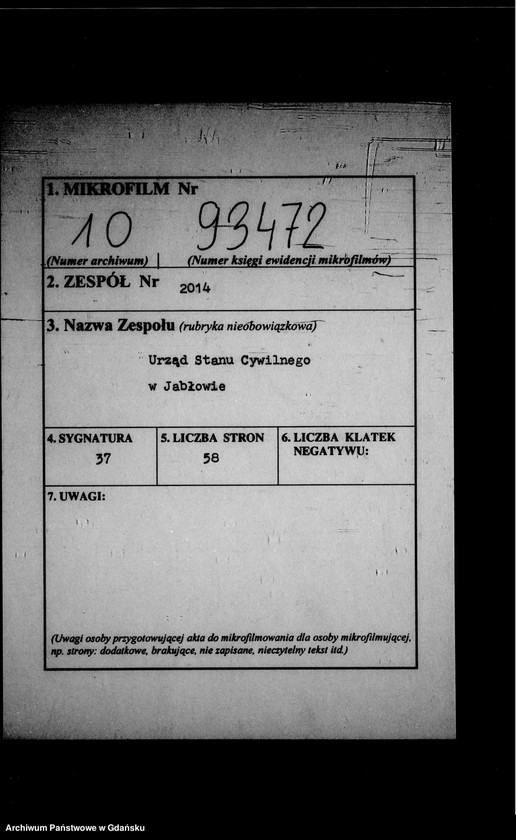 1. MIKROFILM Nr
10 93472
(Numer archiwum) (Numer księgi ewidencji mikrofilmów)
2. ZESPÓŁ Nr 2014
3. Nazwa Zespołu (rubryka nieobowiązkowa)
Urząd Stanu Cywilnego
w Jabłowie
4. SYGNATURA 5. LICZBA STRON 6. LICZBA KLATEK
NEGATYWU:
37 58
7. UWAGI:
(Uwagi osoby przygotowującej akta do mikrofilmowania dla osoby mikrofilmującej,
np. strony: dodatkowe, brakujące, nie zapisane, nieczytelny tekst itd.)
Archiwum Państwowe w Gdańsku